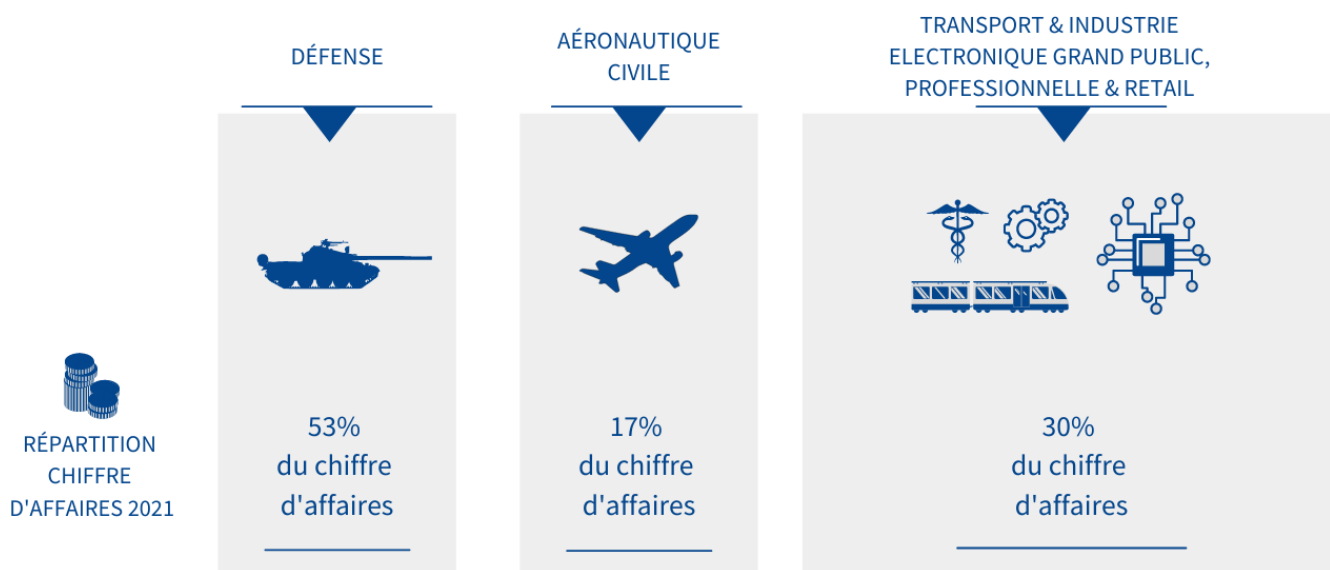 DÉFENSE
AÉRONAUTIQUE
CIVILE
TRANSPORT & INDUSTRIE
ELECTRONIQUE GRAND PUBLIC,
PROFESSIONNELLE & RETAIL
RÉPARTITION
CHIFFRE
D'AFFAIRES 2021
53%
du chiffre
d'affaires
17%
du chiffre
d'affaires
30%
du chiffre
d'affaires